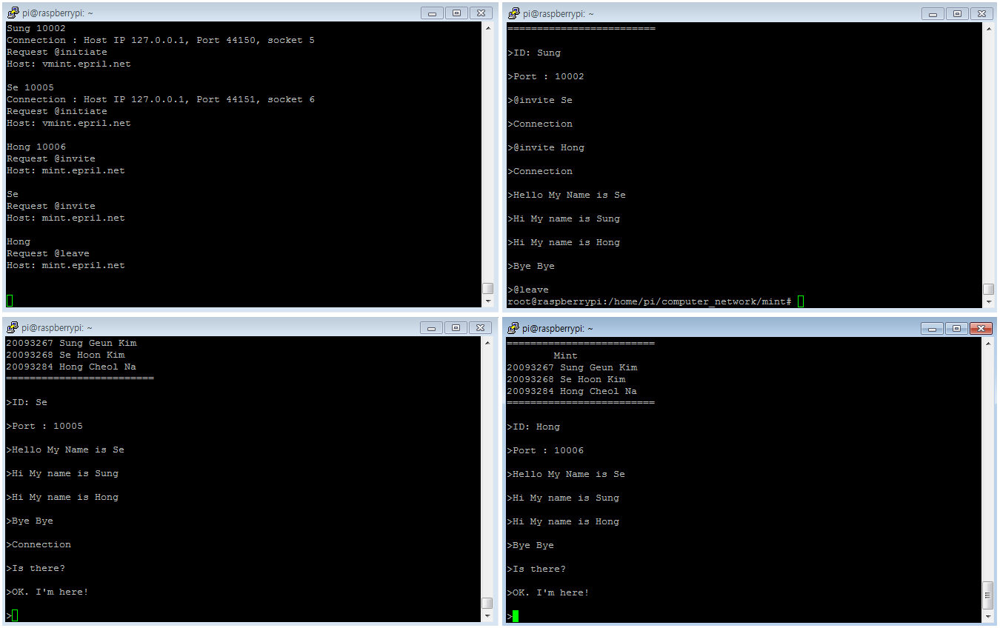 pi@raspberrypi: ~
Sung 10002
Connection : Host IP 127.0.0.1, Port 44150, socket 5
Request @initiate
Host: vmint.epril.net
Se 10005
Connection : Host IP 127.0.0.1, Port 44151, socket 6
Request @initiate
Host: vmint.epril.net
Hong 10006
Request @invite
Host: mint.epril.net
Se
Request @invite
Host: mint.epril.net
Hong
Request @leave
Host: mint.epril.net
pi@raspberrypi: ~
=========================
>ID: Sung
>Port : 10002
>@invite Se
>Connection
>@invite Hong
>Connection
>Hello My Name is Se
>Hi My name is Sung
>Hi My name is Hong
>Bye Bye
>@leave
root@raspberrypi:/home/pi/computer_network/mint#
pi@raspberrypi: ~
20093267 Sung Geun Kim
20093268 Se Hoon Kim
20093284 Hong Cheol Na
=========================
>ID: Se
>Port : 10005
>Hello My Name is Se
>Hi My name is Sung
>Hi My name is Hong
>Bye Bye
>Connection
>Is there?
>OK. I'm here!
>
pi@raspberrypi: ~
=========================
Mint
20093267 Sung Geun Kim
20093268 Se Hoon Kim
20093284 Hong Cheol Na
=========================
>ID: Hong
>Port : 10006
>Hello My Name is Se
>Hi My name is Sung
>Hi My name is Hong
>Bye Bye
>Is there?
>OK. I'm here!
>